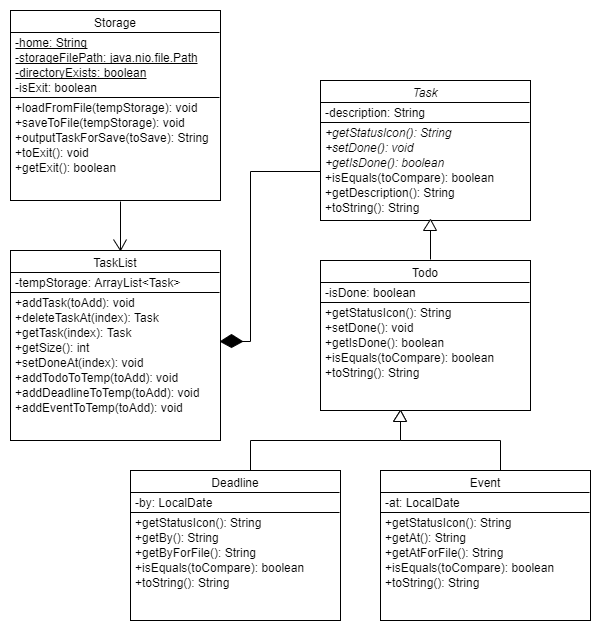 Storage
-home: String
-storageFilePath: java.nio.file.Path
-directoryExists: boolean
-isExit: boolean
+loadFromFile(tempStorage): void
+saveToFile(tempStorage): void
+outputTaskForSave(toSave): String
+toExit(): void
+getExit(): boolean
Task
-description: String
+getStatusIcon(): String
+setDone(): void
+getIsDone(): boolean
+isEquals(toCompare): boolean
+getDescription(): String
+toString(): String
TaskList
-tempStorage: ArrayList<Task>
+addTask(toAdd): void
+deleteTaskAt(index): Task
+getTask(index): Task
+getSize(): int
+setDoneAt(index): void
+addTodoToTemp(toAdd): void
+addDeadlineToTemp(toAdd): void
+addEventToTemp(toAdd): void
Todo
-isDone: boolean
+getStatusIcon(): String
+setDone(): void
+getIsDone(): boolean
+isEquals(toCompare): boolean
+toString(): String
Deadline
-by: LocalDate
+getStatusIcon(): String
+getBy(): String
+getByForFile(): String
+isEquals(toCompare): boolean
+toString(): String
Event
-at: LocalDate
+getStatusIcon(): String
+getAt(): String
+getAtForFile(): String
+isEquals(toCompare): boolean
+toString(): String